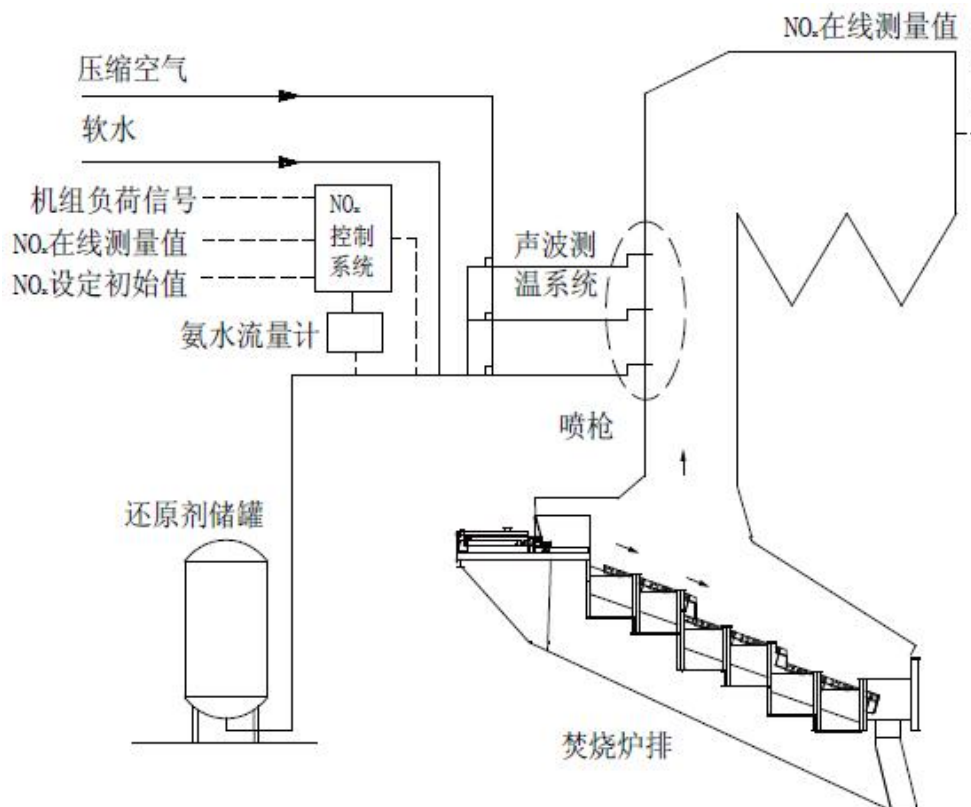 NOx在线测量值
压缩空气
软水
机组负荷信号
NOx在线测量值
NOx设定初始值
NOx
控制
系统
氨水流量计
声波测
温系统
喷枪
还原剂储罐
焚烧炉排